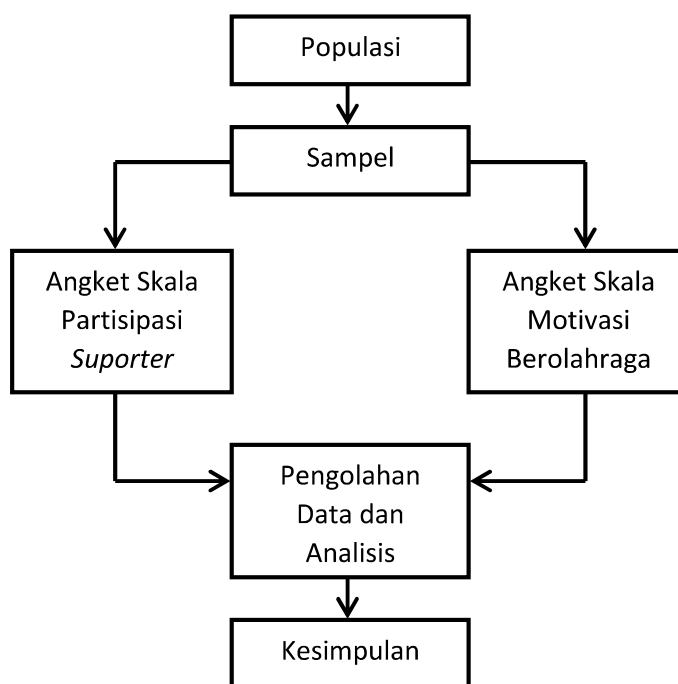 Populasi
Sampel
Angket Skala
Partisipasi
Suporter
Angket Skala
Motivasi
Berolahraga
Pengolahan
Data dan
Analisis
Kesimpulan